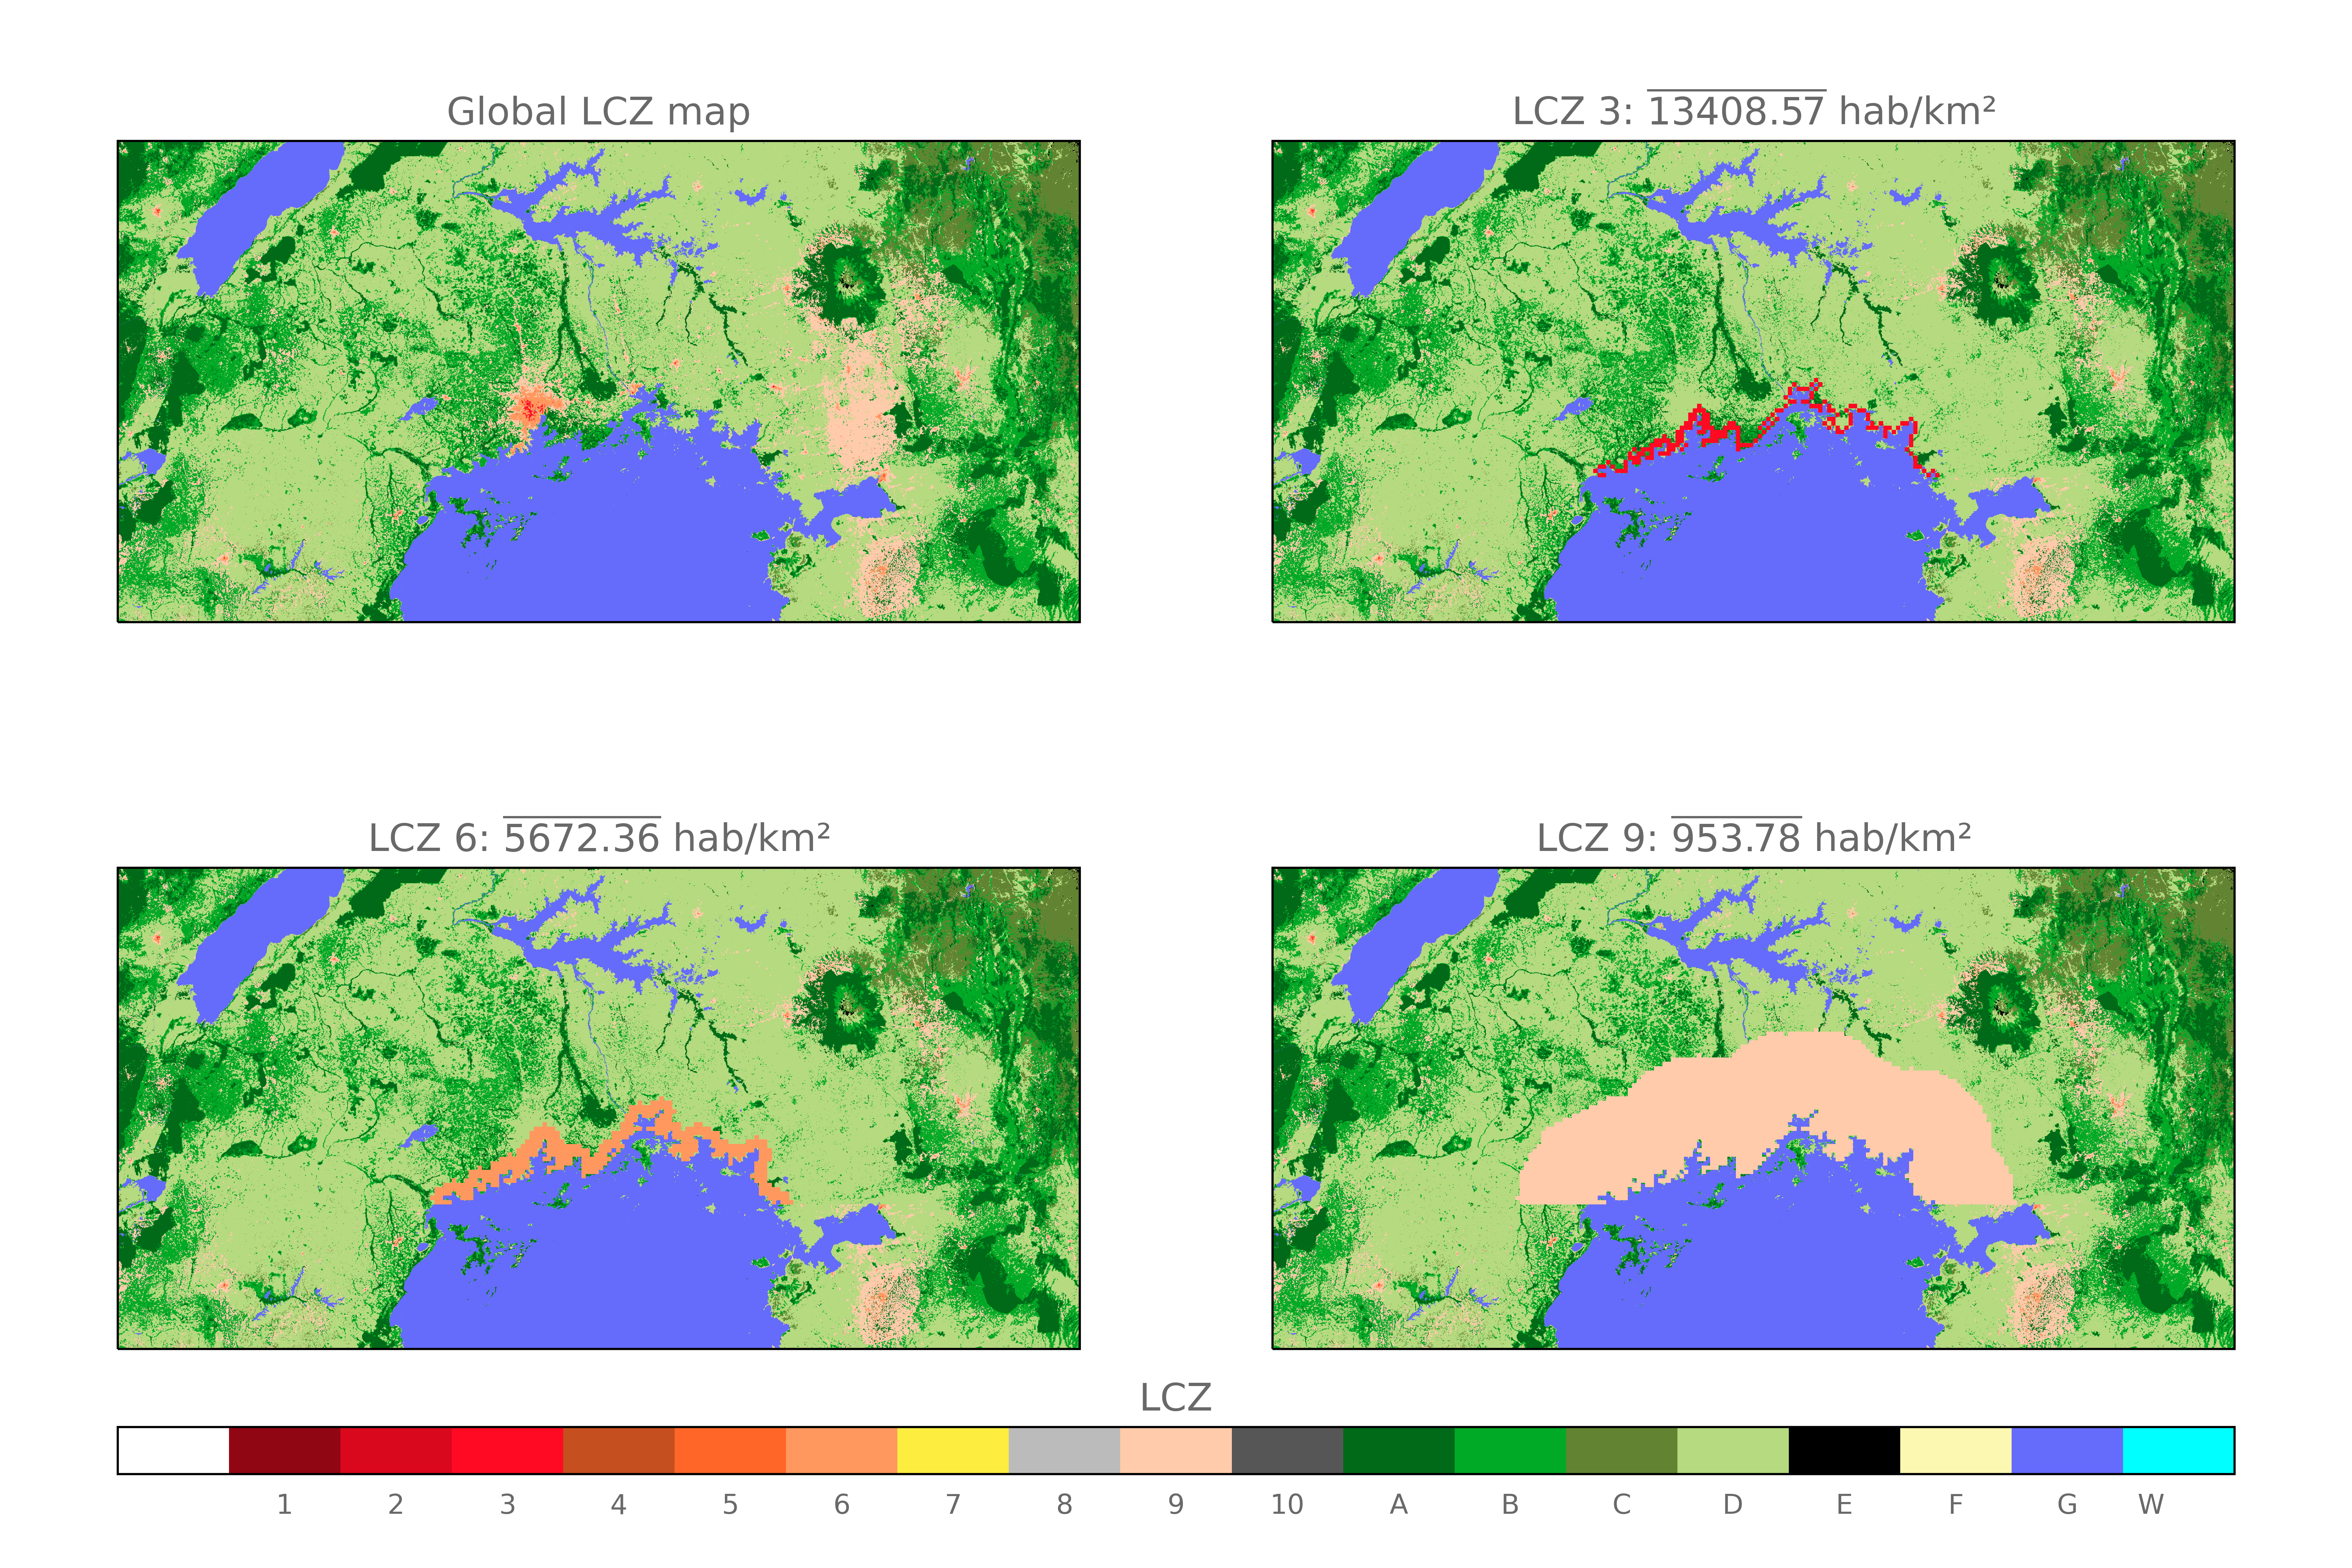 Global LCZ map
LCZ 3: 13408.57 hab/km²
LCZ 6: 5672.36 hab/km²
LCZ 9: 953.78 hab/km²
LCZ
1 2 3 4 5 6 7 8 9 10 A B C D E F G W